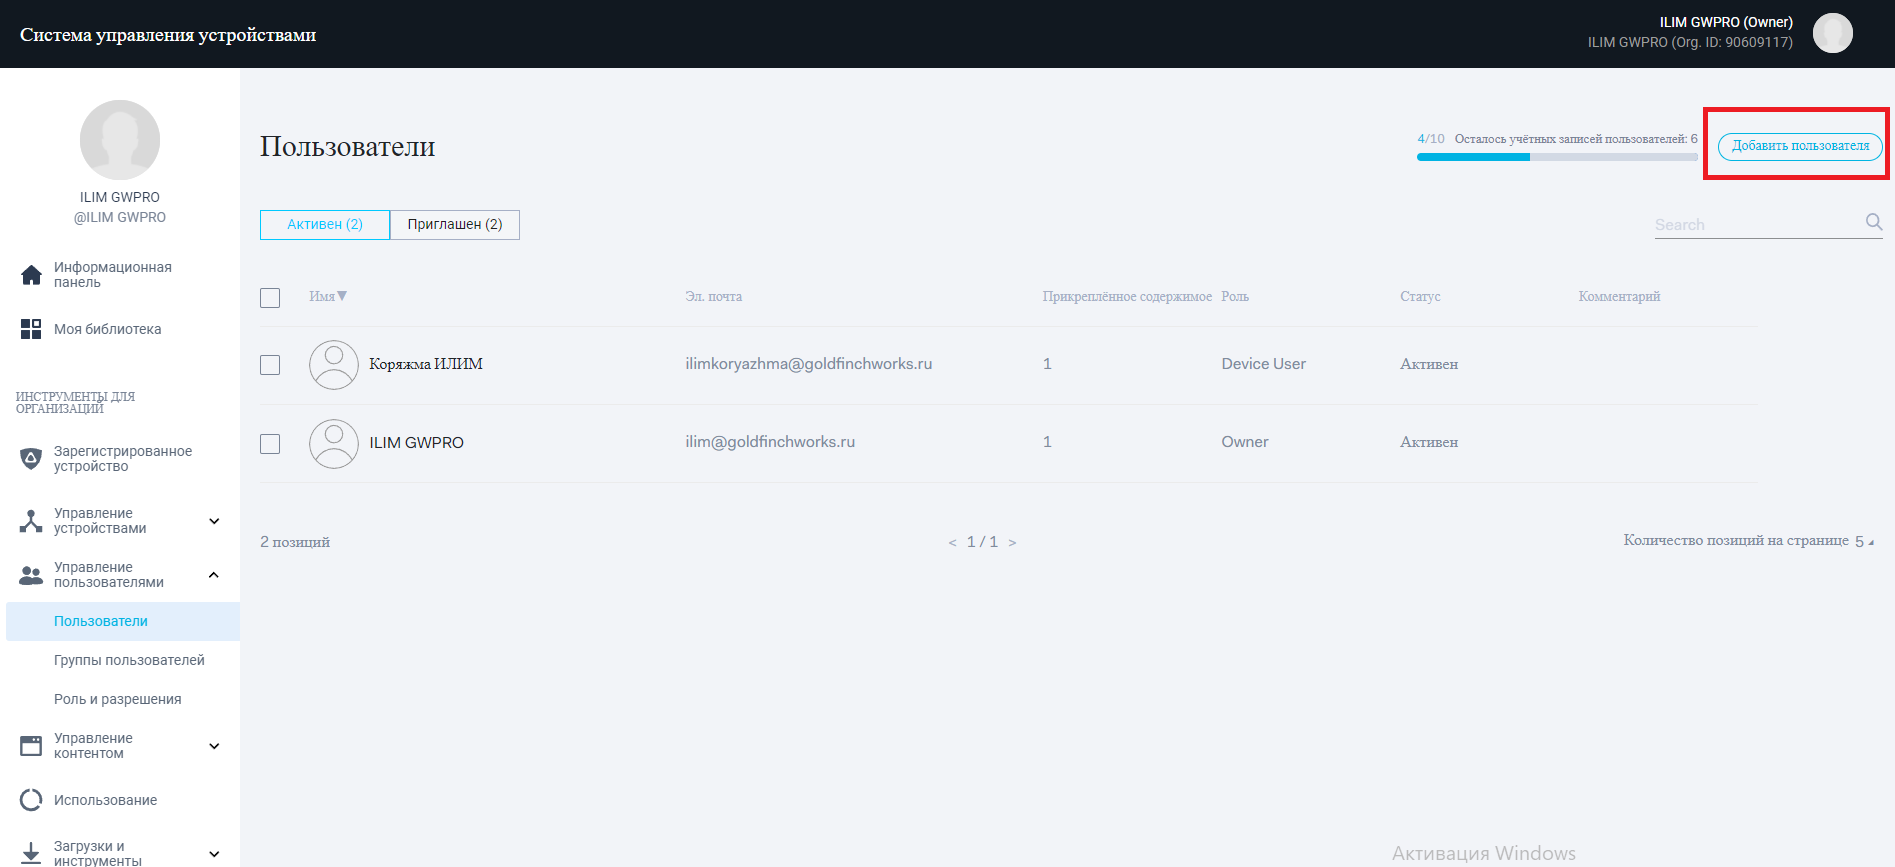 Система управления устройствами
ILIM GWPRO (Owner)
ILIM GWPRO (Org. ID: 90609117)
ILIM GWPRO
@ILIM GWPRO
Информационная
панель
Моя библиотека
ИНСТРУМЕНТЫ ДЛЯ
ОРГАНИЗАЦИЙ
Зарегистрированное
устройство
Управление
устройствами
Управление
пользователями
Пользователи
Группы пользователей
Роль и разрешения
Управление
контентом
Использование
Загрузки и
инструменты
Пользователи
4/10 Осталось учётных записей пользователей: 6
Добавить пользователя
Активен (2) Приглашен (2)
Search
Имя▼ Эл. почта Прикреплённое содержимое Роль Статус Комментарий
Коряжма ИЛИМ ilimkoryazhma@goldfinchworks.ru 1 Device User Активен
ILIM GWPRO ilim@goldfinchworks.ru 1 Owner Активен
2 позиций < 1 / 1 > Количество позиций на странице 5
Активация Windows